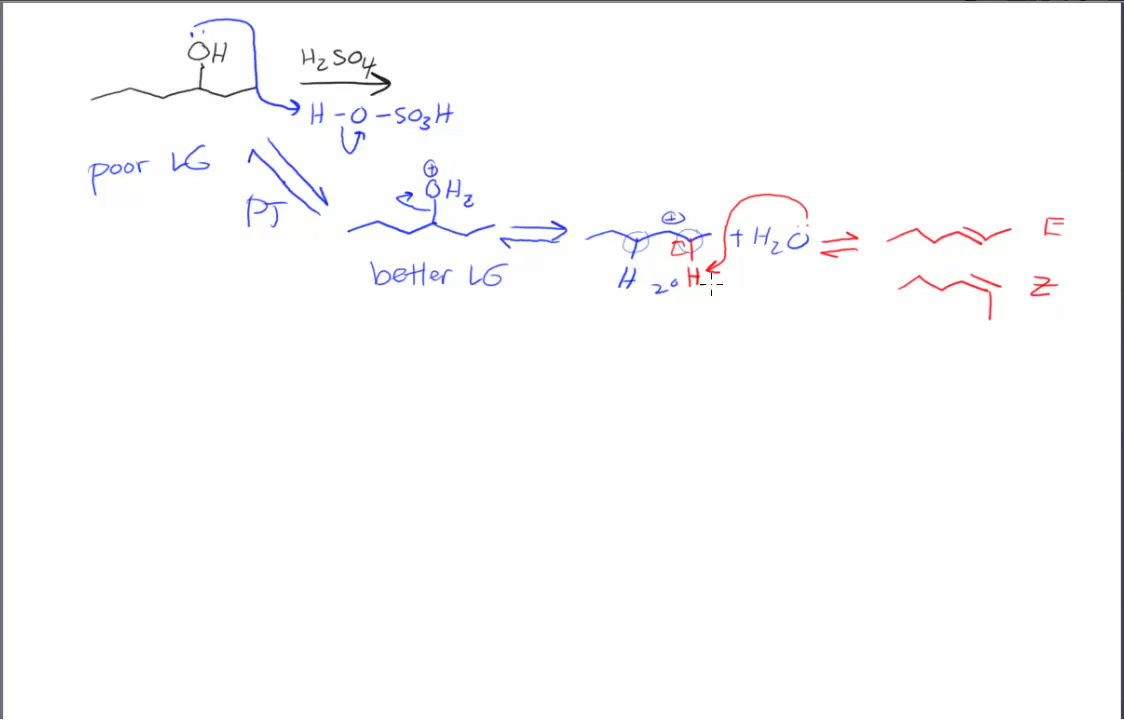 OH
H2SO4
H - O - SO3H
poor LG
PT
⊕
OH2
better LG
⊕
+ H2O
H 2° H
E
Z